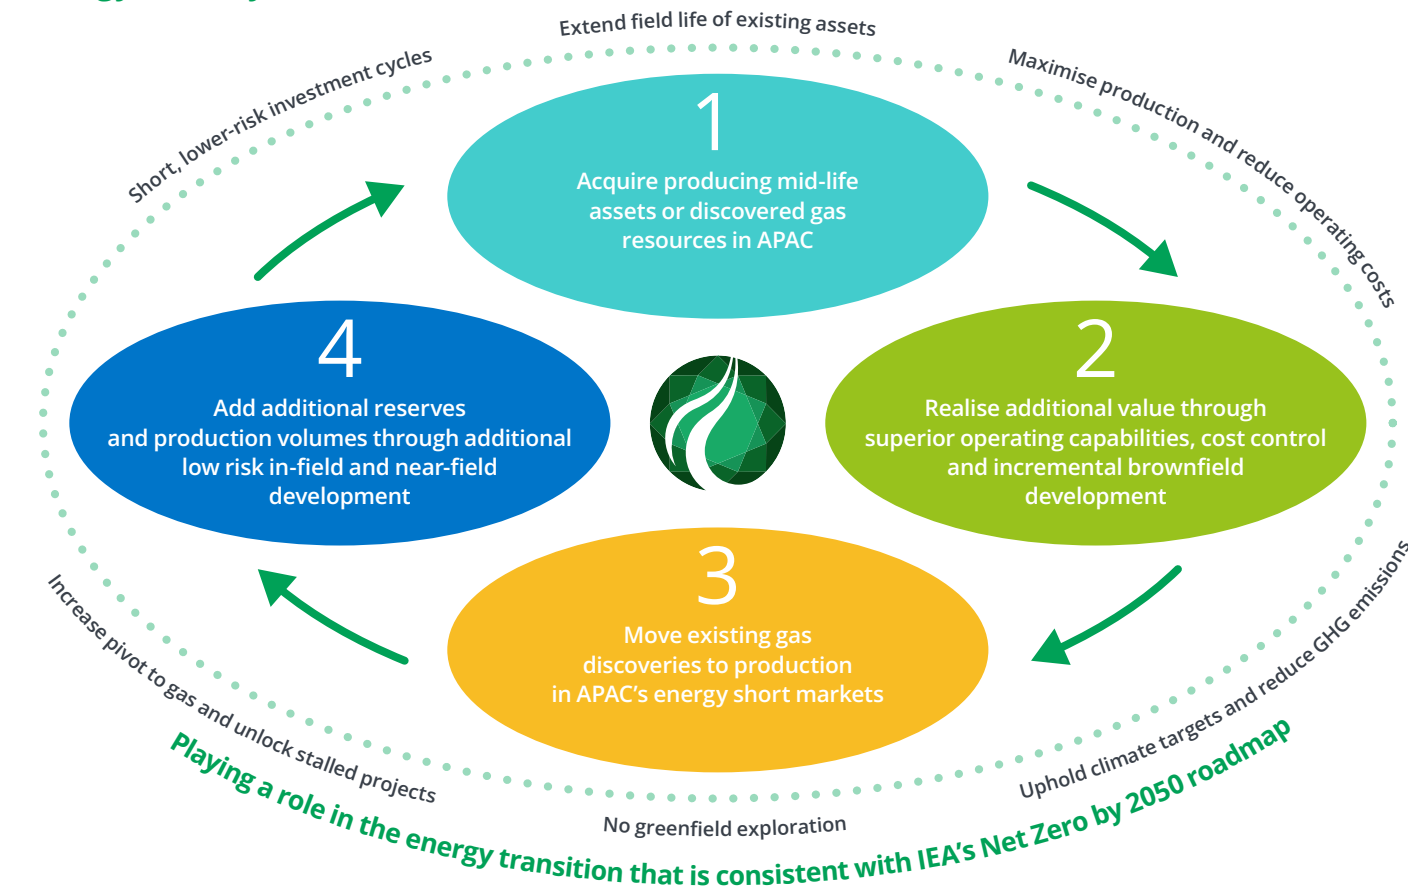 Extend field life of existing assets
Short, lower-risk investment cycles
Maximise production and reduce operating costs
1
Acquire producing mid-life
assets or discovered gas
resources in APAC
2
Realise additional value through
superior operating capabilities, cost control
and incremental brownfield
development
3
Move existing gas
discoveries to production
in APAC’s energy short markets
4
Add additional reserves
and production volumes through additional
low risk in-field and near-field
development
Increase pivot to gas and unlock stalled projects
No greenfield exploration
Uphold climate targets and reduce GHG emissions
Playing a role in the energy transition that is consistent with IEA’s Net Zero by 2050 roadmap